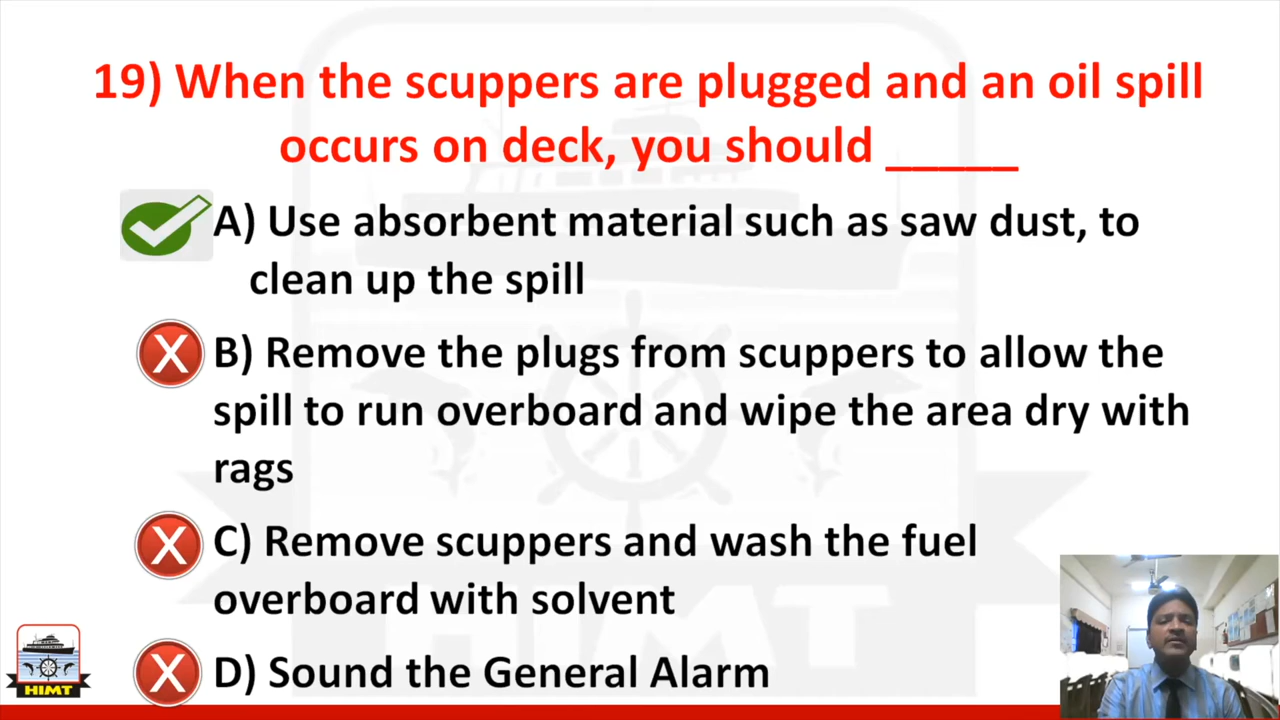 19) When the scuppers are plugged and an oil spill
occurs on deck, you should _____
A) Use absorbent material such as saw dust, to
clean up the spill
B) Remove the plugs from scuppers to allow the
spill to run overboard and wipe the area dry with
rags
C) Remove scuppers and wash the fuel
overboard with solvent
D) Sound the General Alarm
HIMT
HIMT